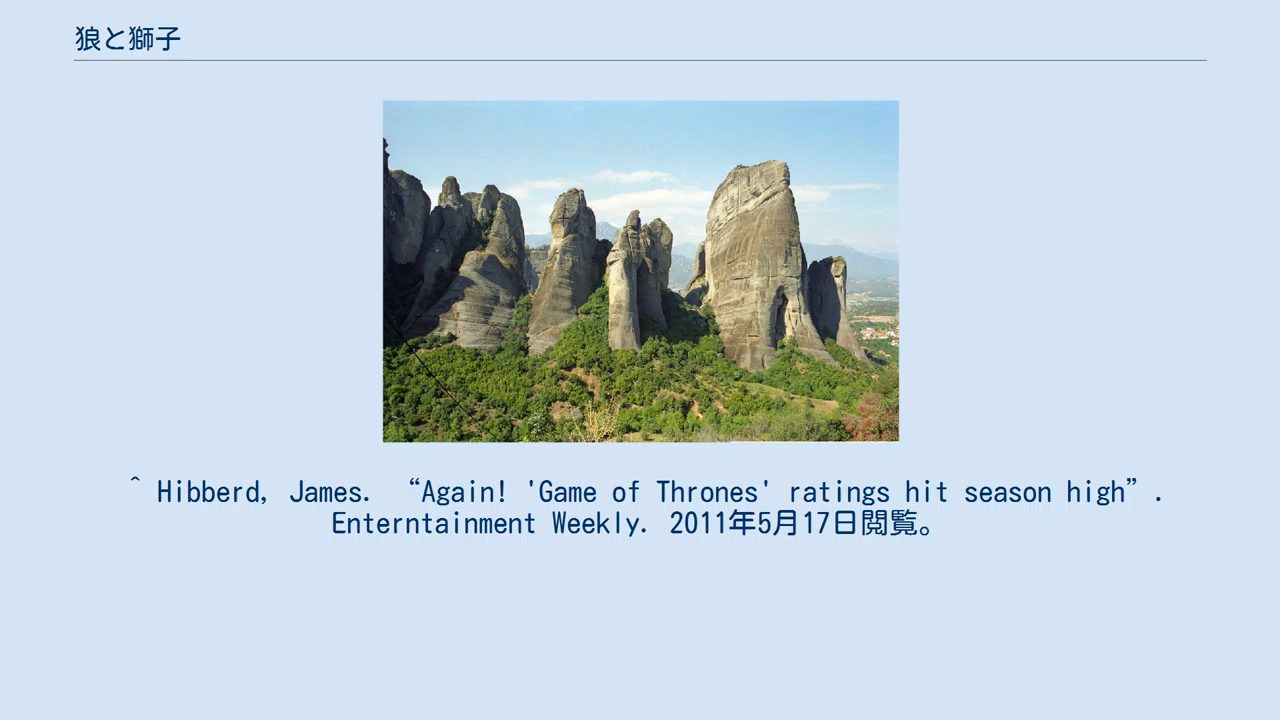 狼と獅子
^ Hibberd, James. “Again! 'Game of Thrones' ratings hit season high”.
Enterntainment Weekly. 2011年5月17日閲覧。